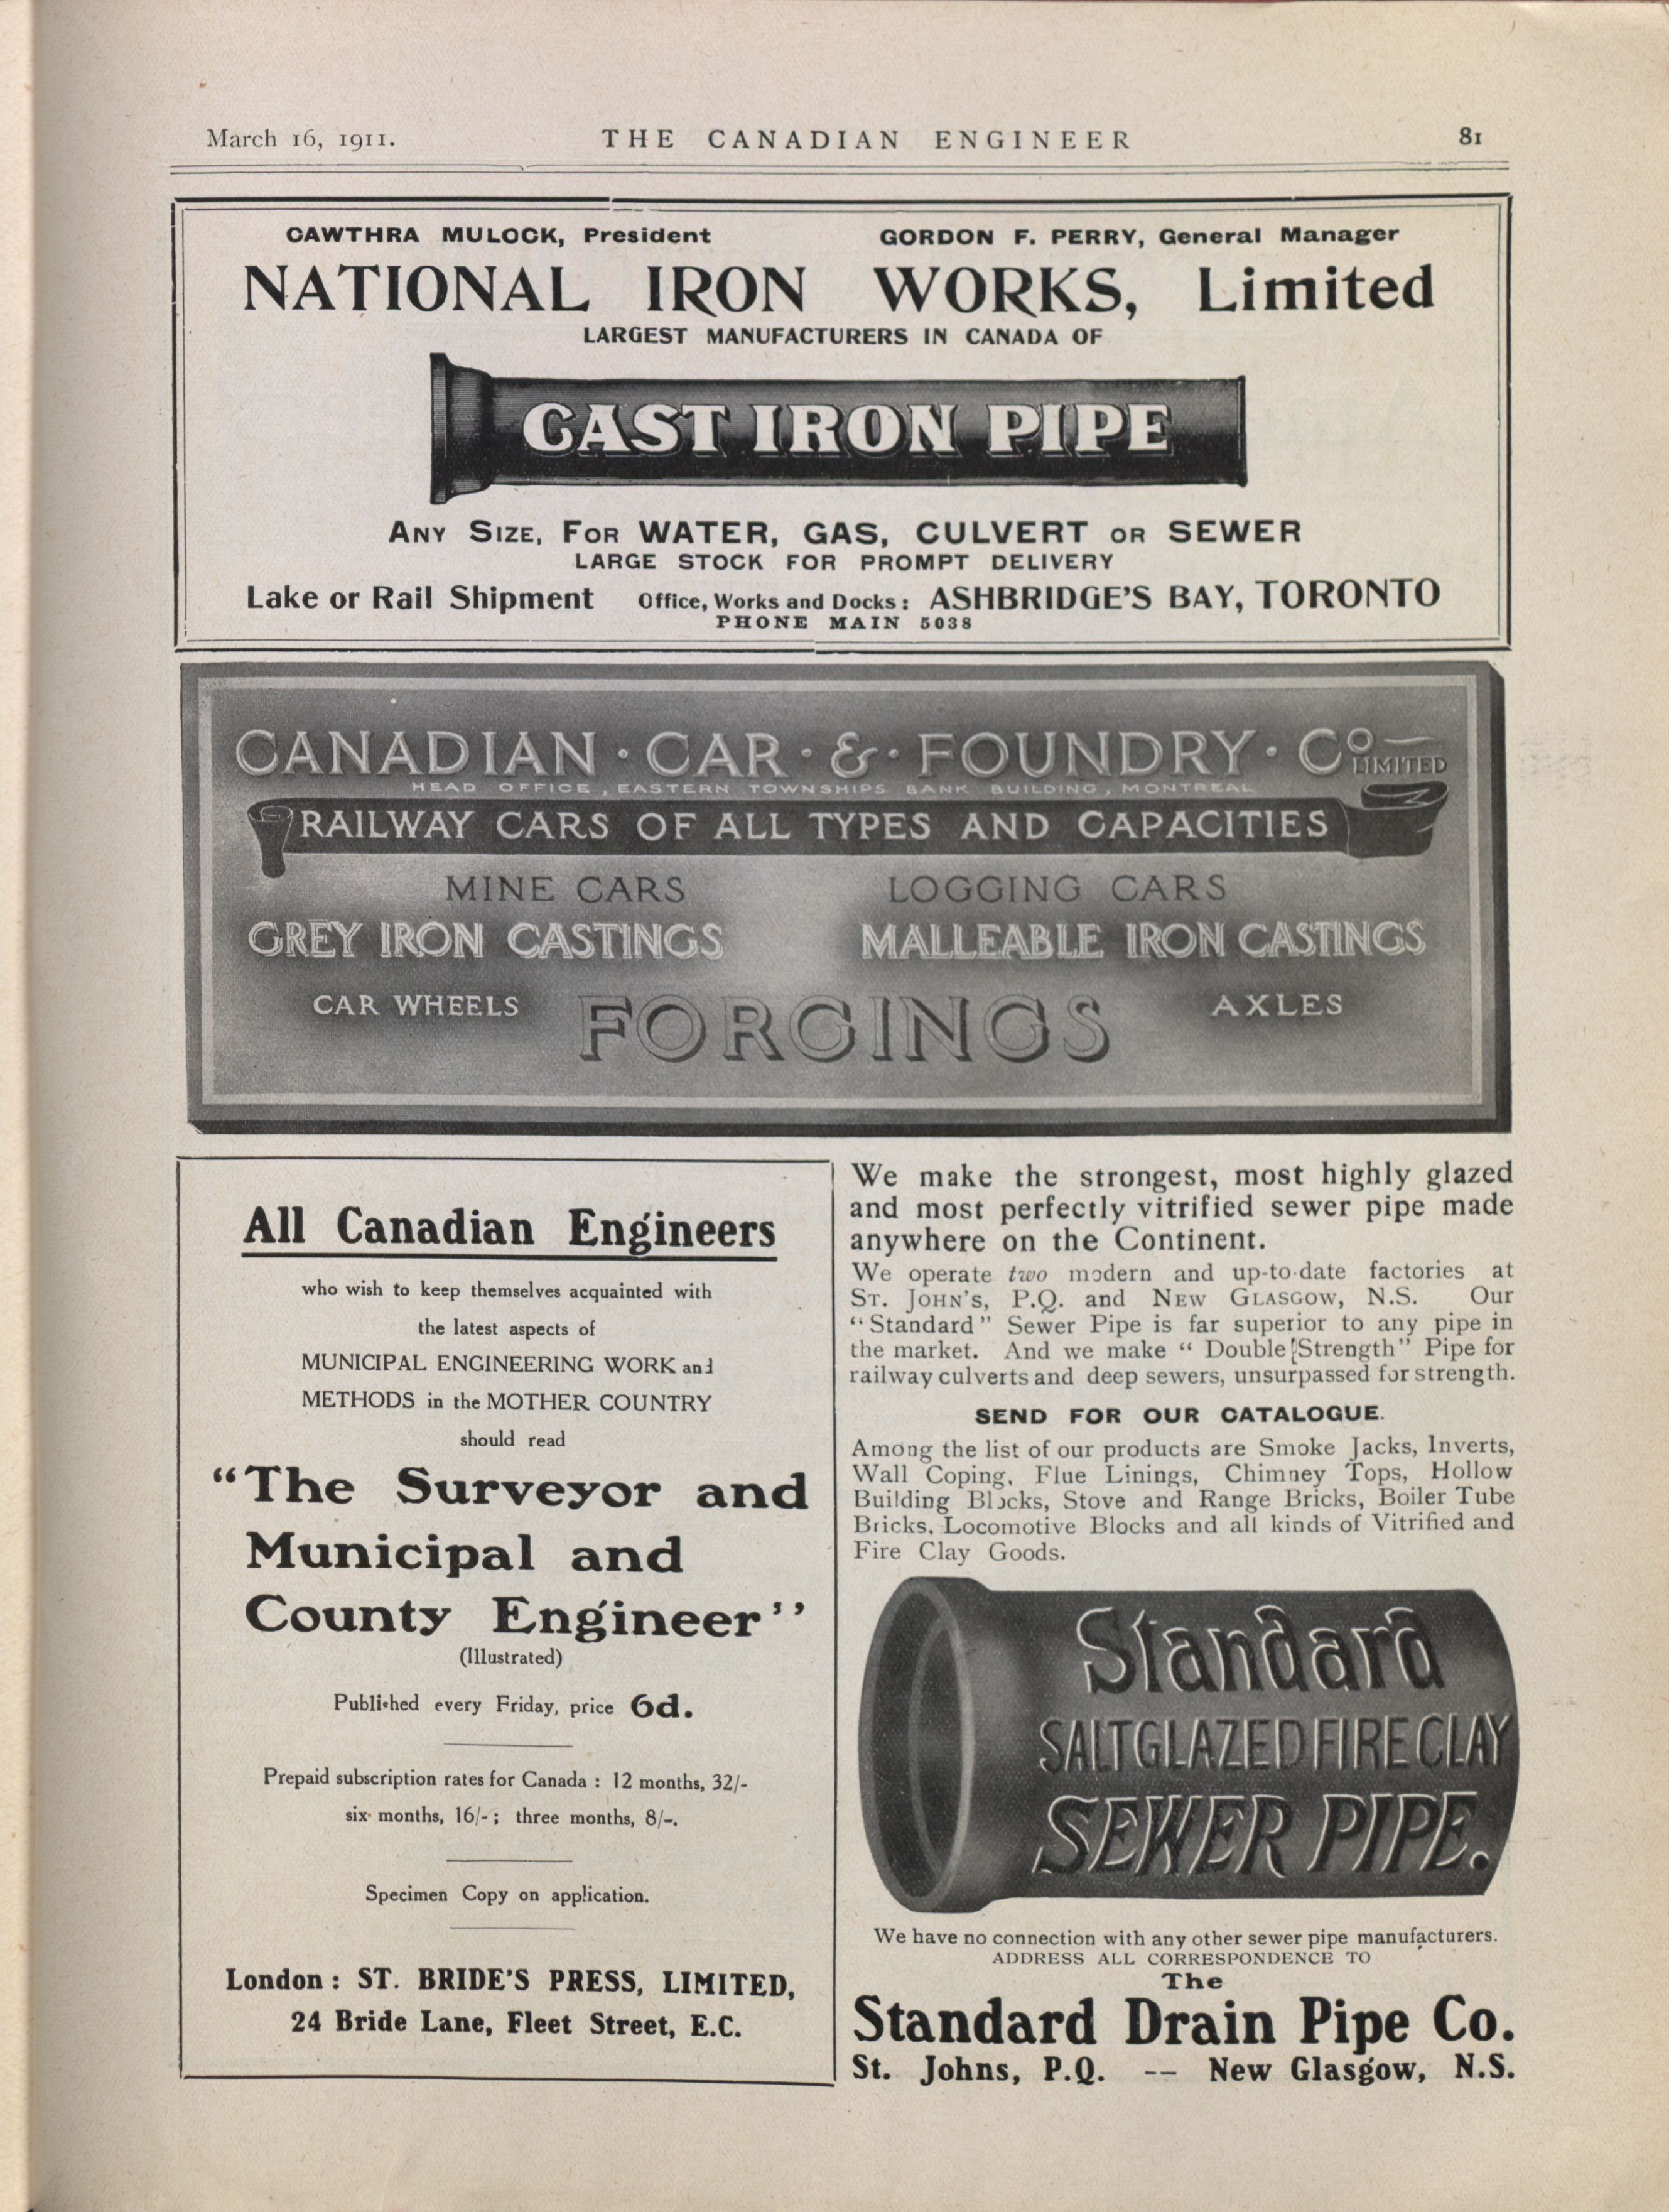 March 16, 1911.
THE CANADIAN ENGINEER
81
CAWTHRA MULOCK, President
GORDON F. PERRY, General Manager
NATIONAL IRON WORKS, Limited
LARGEST MANUFACTURERS IN CANADA OF
CAST IRON PIPE
ANY SIZE, FOR WATER, GAS, CULVERT OR SEWER
LARGE STOCK FOR PROMPT DELIVERY
Lake or Rail Shipment Office, Works and Docks: ASHBRIDGE'S BAY, TORONTO
PHONE MAIN 5038
CANADIAN · CAR · & · FOUNDRY · Co LIMITED
HEAD OFFICE, EASTERN TOWNSHIPS BANK BUILDING, MONTREAL
RAILWAY CARS OF ALL TYPES AND CAPACITIES
MINE CARS LOGGING CARS
GREY IRON CASTINGS MALLEABLE IRON CASTINGS
CAR WHEELS FORGINGS AXLES
All Canadian Engineers
who wish to keep themselves acquainted with
the latest aspects of
MUNICIPAL ENGINEERING WORK and
METHODS in the MOTHER COUNTRY
should read
"The Surveyor and
Municipal and
County Engineer"
(Illustrated)
Published every Friday, price 6d.
Prepaid subscription rates for Canada : 12 months, 32/-
six months, 16/- ; three months, 8/-.
Specimen Copy on application.
London : ST. BRIDE'S PRESS, LIMITED,
24 Bride Lane, Fleet Street, E.C.
We make the strongest, most highly glazed
and most perfectly vitrified sewer pipe made
anywhere on the Continent.
We operate two modern and up-to-date factories at
ST. JOHN'S, P.Q. and NEW GLASGOW, N.S. Our
"Standard" Sewer Pipe is far superior to any pipe in
the market. And we make "Double Strength" Pipe for
railway culverts and deep sewers, unsurpassed for strength.
SEND FOR OUR CATALOGUE.
Among the list of our products are Smoke Jacks, Inverts,
Wall Coping, Flue Linings, Chimney Tops, Hollow
Building Blocks, Stove and Range Bricks, Boiler Tube
Bricks, Locomotive Blocks and all kinds of Vitrified and
Fire Clay Goods.
Standard
SALT GLAZED FIRE CLAY
SEWER PIPE.
We have no connection with any other sewer pipe manufacturers.
ADDRESS ALL CORRESPONDENCE TO
The
Standard Drain Pipe Co.
St. Johns, P.Q. -- New Glasgow, N.S.